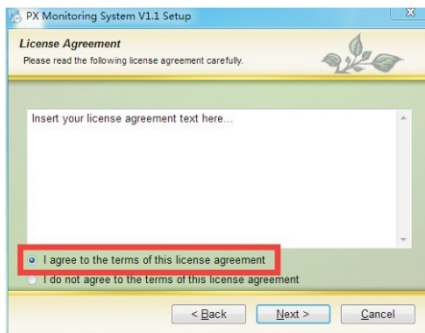 PX Monitoring System V1.1 Setup
License Agreement
Please read the following license agreement carefully.
Insert your license agreement text here...
I agree to the terms of this license agreement
I do not agree to the terms of this license agreement
< Back Next > Cancel